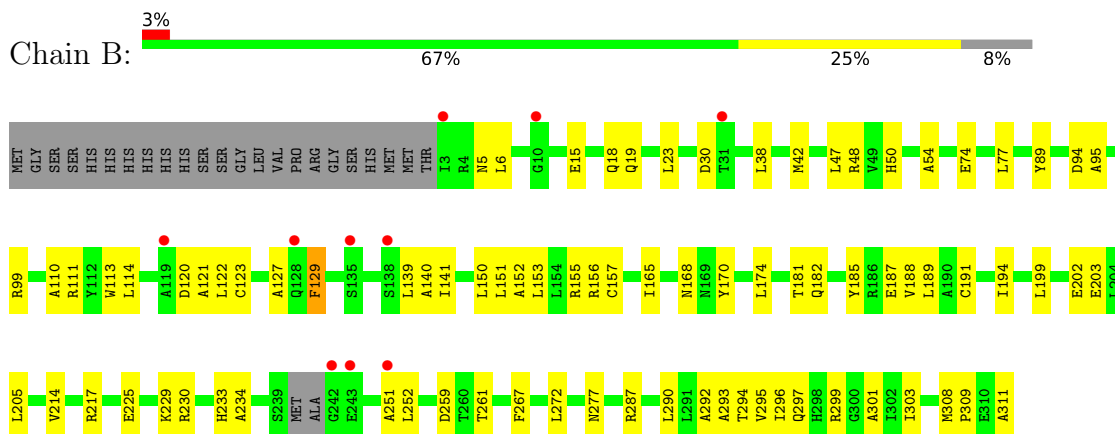 3%
Chain B:
67% 25% 8%
MET GLY SER SER HIS HIS HIS HIS HIS HIS SER SER GLY LEU VAL PRO ARG GLY SER HIS MET MET THR I3 R4 N5 L6 G10 E15 Q18 Q19 L23 D30 T31 L38 M42 L47 R48 V49 H50 A54 E74 L77 Y89 D94 A95
R99 A110 R111 Y112 W113 L114 A119 D120 A121 L122 C123 A127 Q128 F129 S135 S138 L139 A140 I141 L150 L151 A152 L153 L154 R155 R156 C157 I165 N168 N169 Y170 L174 T181 Q182 Y185 R186 E187 V188 L189 A190 C191 I194 L199 E202 E203 L204
L205 V214 R217 E225 K229 R230 H233 A234 S239 MET ALA G242 E243 A251 L252 D259 T260 T261 F267 L272 N277 R287 L290 L291 A292 A293 T294 V295 I296 Q297 H298 R299 G300 A301 I302 I303 M308 P309 E310 A311